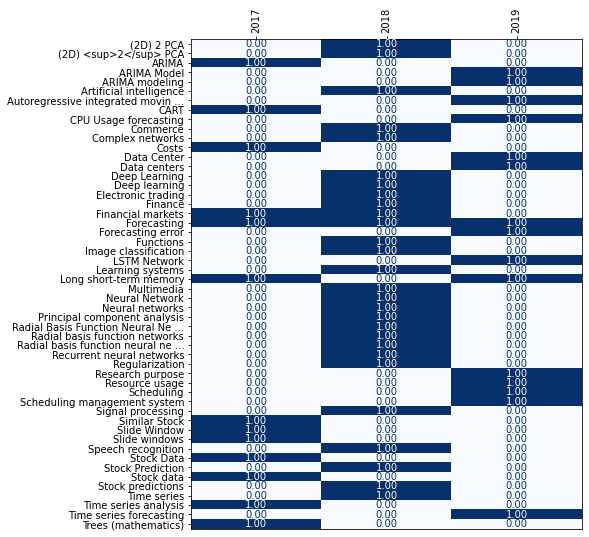 2017 2018 2019
(2D) 2 PCA 0.00 1.00 0.00
(2D) <sup>2</sup> PCA 0.00 1.00 0.00
ARIMA 1.00 0.00 0.00
ARIMA Model 0.00 0.00 1.00
ARIMA modeling 0.00 0.00 1.00
Artificial intelligence 0.00 1.00 0.00
Autoregressive integrated movin ... 0.00 0.00 1.00
CART 1.00 0.00 0.00
CPU Usage forecasting 0.00 0.00 1.00
Commerce 0.00 1.00 0.00
Complex networks 0.00 1.00 0.00
Costs 1.00 0.00 0.00
Data Center 0.00 0.00 1.00
Data centers 0.00 0.00 1.00
Deep Learning 0.00 1.00 0.00
Deep learning 0.00 1.00 0.00
Electronic trading 0.00 1.00 0.00
Finance 0.00 1.00 0.00
Financial markets 1.00 1.00 0.00
Forecasting 1.00 1.00 1.00
Forecasting error 0.00 0.00 1.00
Functions 0.00 1.00 0.00
Image classification 0.00 1.00 0.00
LSTM Network 0.00 0.00 1.00
Learning systems 0.00 1.00 0.00
Long short-term memory 1.00 0.00 1.00
Multimedia 0.00 1.00 0.00
Neural Network 0.00 1.00 0.00
Neural networks 0.00 1.00 0.00
Principal component analysis 0.00 1.00 0.00
Radial Basis Function Neural Ne ... 0.00 1.00 0.00
Radial basis function networks 0.00 1.00 0.00
Radial basis function neural ne ... 0.00 1.00 0.00
Recurrent neural networks 0.00 1.00 0.00
Regularization 0.00 1.00 0.00
Research purpose 0.00 0.00 1.00
Resource usage 0.00 0.00 1.00
Scheduling 0.00 0.00 1.00
Scheduling management system 0.00 0.00 1.00
Signal processing 0.00 1.00 0.00
Similar Stock 1.00 0.00 0.00
Slide Window 1.00 0.00 0.00
Slide windows 1.00 0.00 0.00
Speech recognition 0.00 1.00 0.00
Stock Data 1.00 0.00 0.00
Stock Prediction 0.00 1.00 0.00
Stock data 1.00 0.00 0.00
Stock predictions 0.00 1.00 0.00
Time series 0.00 1.00 0.00
Time series analysis 1.00 0.00 0.00
Time series forecasting 0.00 0.00 1.00
Trees (mathematics) 1.00 0.00 0.00